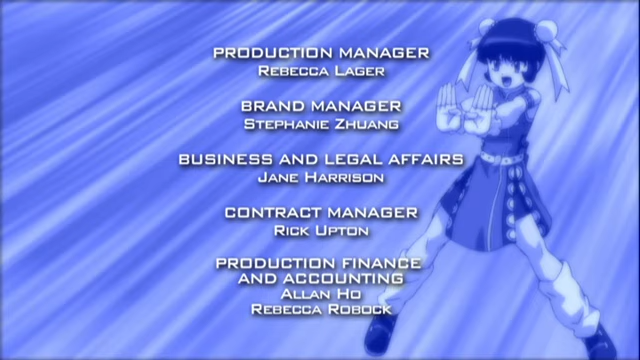 PRODUCTION MANAGER
REBECCA LAGER
BRAND MANAGER
STEPHANIE ZHUANG
BUSINESS AND LEGAL AFFAIRS
JANE HARRISON
CONTRACT MANAGER
RICK UPTON
PRODUCTION FINANCE
AND ACCOUNTING
ALLAN HO
REBECCA ROBOCK